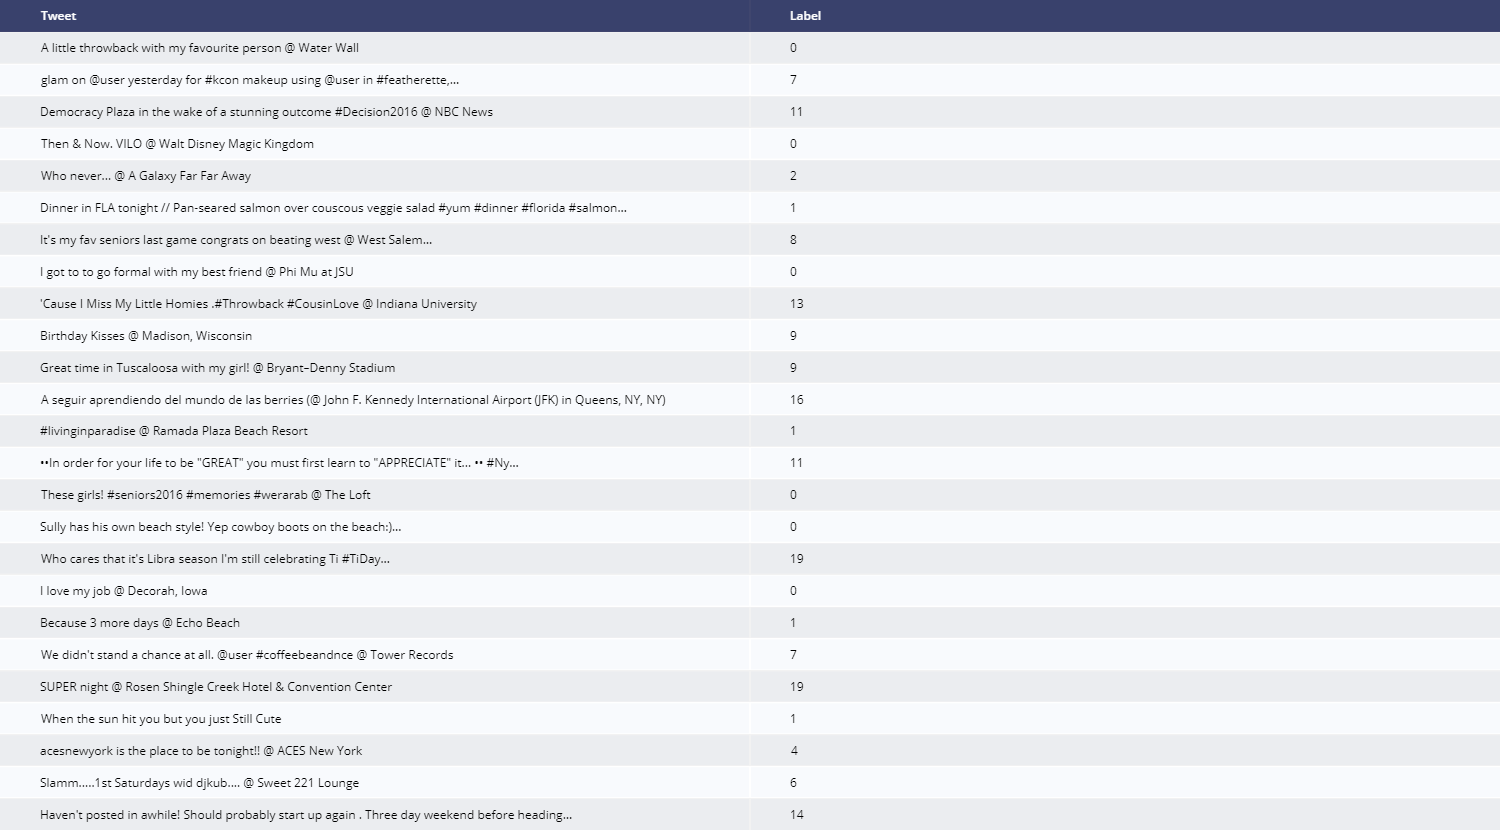 Tweet Label
A little throwback with my favourite person @ Water Wall 0
glam on @user yesterday for #kcon makeup using @user in #featherette,... 7
Democracy Plaza in the wake of a stunning outcome #Decision2016 @ NBC News 11
Then & Now. VILO @ Walt Disney Magic Kingdom 0
Who never... @ A Galaxy Far Far Away 2
Dinner in FLA tonight // Pan-seared salmon over couscous veggie salad #yum #dinner #florida #salmon... 1
It's my fav seniors last game congrats on beating west @ West Salem... 8
I got to to go formal with my best friend @ Phi Mu at JSU 0
'Cause I Miss My Little Homies .#Throwback #CousinLove @ Indiana University 13
Birthday Kisses @ Madison, Wisconsin 9
Great time in Tuscaloosa with my girl! @ Bryant–Denny Stadium 9
A seguir aprendiendo del mundo de las berries (@ John F. Kennedy International Airport (JFK) in Queens, NY, NY) 16
#livinginparadise @ Ramada Plaza Beach Resort 1
••In order for your life to be "GREAT" you must first learn to "APPRECIATE" it... •• #Ny... 11
These girls! #seniors2016 #memories #werarab @ The Loft 0
Sully has his own beach style! Yep cowboy boots on the beach:)... 0
Who cares that it's Libra season I'm still celebrating Ti #TiDay... 19
I love my job @ Decorah, Iowa 0
Because 3 more days @ Echo Beach 1
We didn't stand a chance at all. @user #coffeebeandnce @ Tower Records 7
SUPER night @ Rosen Shingle Creek Hotel & Convention Center 19
When the sun hit you but you just Still Cute 1
acesnewyork is the place to be tonight!! @ ACES New York 4
Slamm.....1st Saturdays wid djkub.... @ Sweet 221 Lounge 6
Haven't posted in awhile! Should probably start up again . Three day weekend before heading... 14